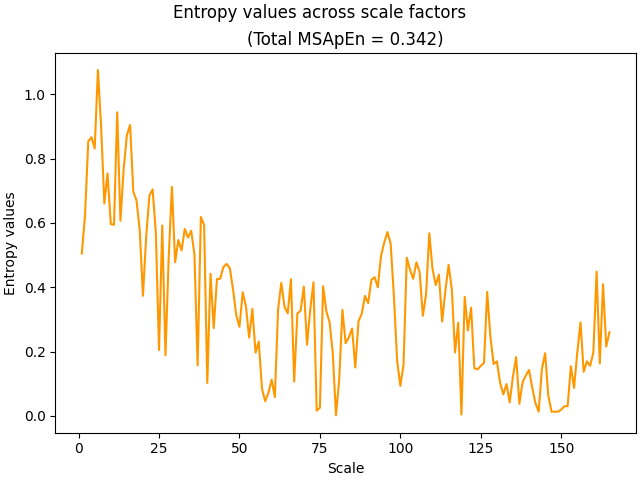 Entropy values across scale factors
(Total MSApEn = 0.342)
1.0
0.8
0.6
0.4
0.2
0.0
Entropy values
0 25 50 75 100 125 150
Scale